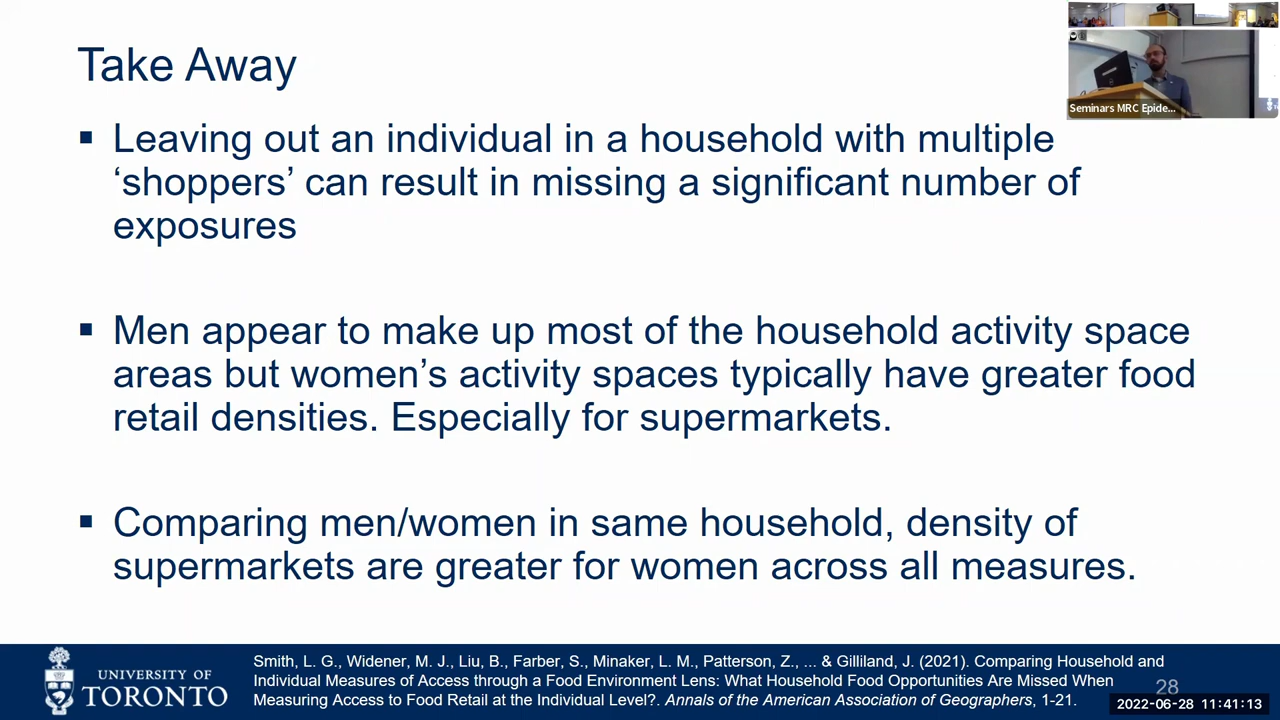 Take Away
Seminars MRC Epide...
▪ Leaving out an individual in a household with multiple
‘shoppers’ can result in missing a significant number of
exposures
▪ Men appear to make up most of the household activity space
areas but women’s activity spaces typically have greater food
retail densities. Especially for supermarkets.
▪ Comparing men/women in same household, density of
supermarkets are greater for women across all measures.
UNIVERSITY OF
TORONTO
Smith, L. G., Widener, M. J., Liu, B., Farber, S., Minaker, L. M., Patterson, Z., ... & Gilliland, J. (2021). Comparing Household and
Individual Measures of Access through a Food Environment Lens: What Household Food Opportunities Are Missed When
Measuring Access to Food Retail at the Individual Level?. Annals of the American Association of Geographers, 1-21.
28
2022-06-28 11:41:13